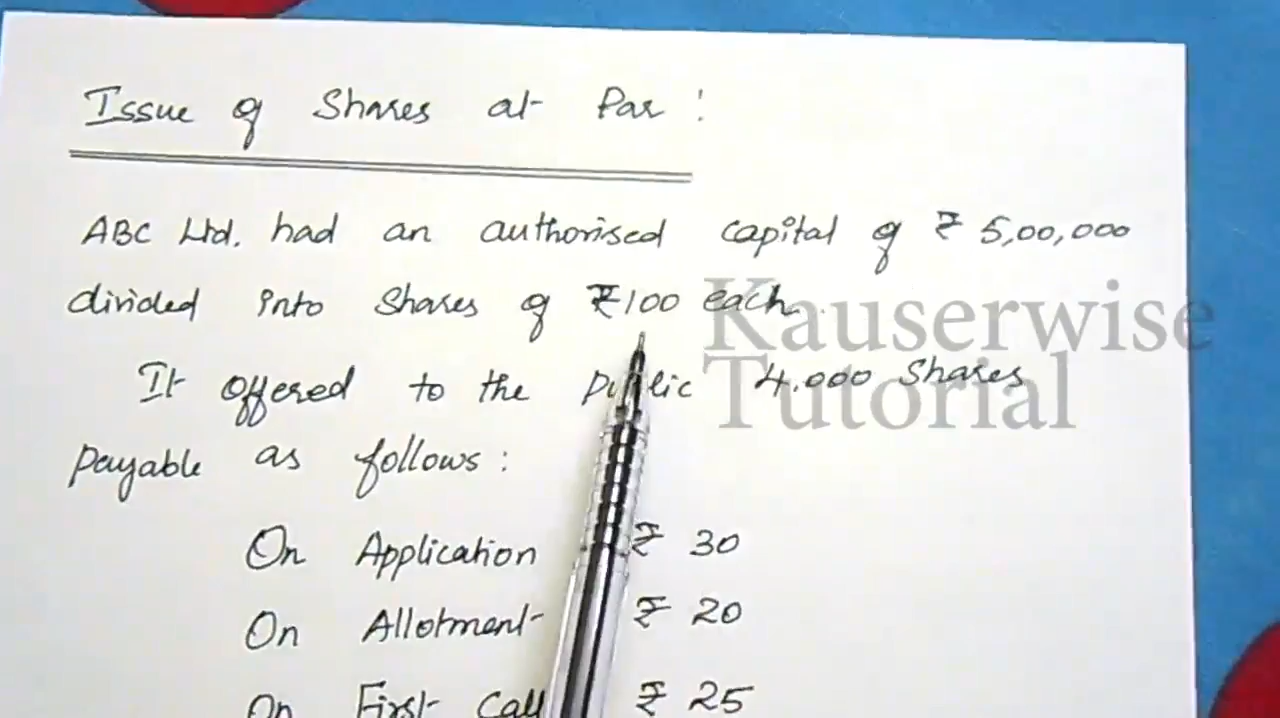 Issue of Shares at Par :
ABC Ltd. had an authorised capital of ₹ 5,00,000
divided into Shares of ₹100 each.
It offered to the public 4,000 Shares
payable as follows :
On Application ₹ 30
On Allotment ₹ 20
On First Call ₹ 25
Kauserwise
Tutorial